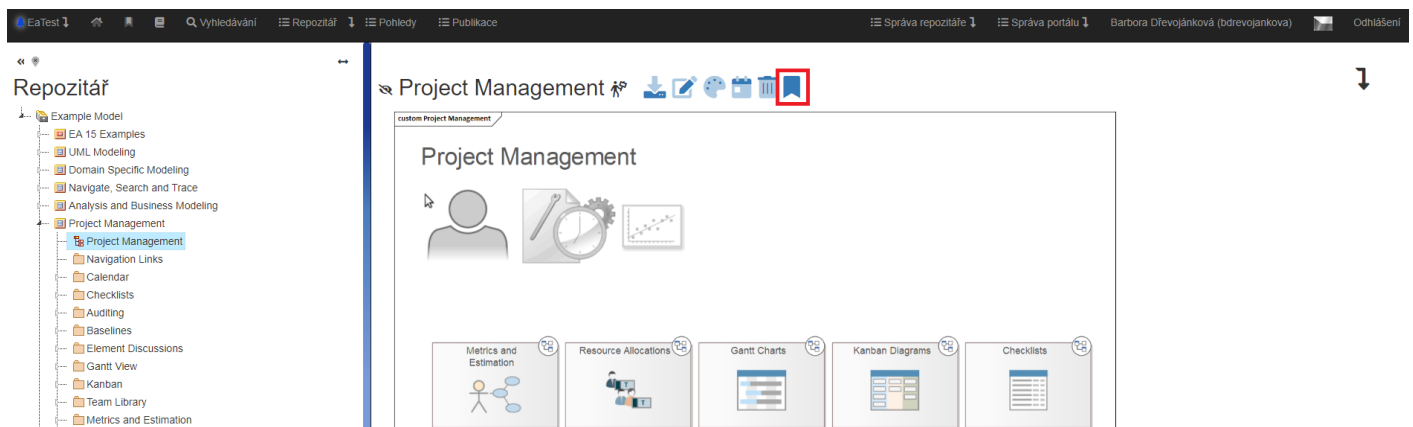 EaTest Vyhledávání Repozitář Pohledy Publikace Správa repozitáře Správa portálu Barbora Dřevojánková (bdrevojankova) Odhlášení
Repozitář
Example Model
EA 15 Examples
UML Modeling
Domain Specific Modeling
Navigate, Search and Trace
Analysis and Business Modeling
Project Management
Project Management
Navigation Links
Calendar
Checklists
Auditing
Baselines
Element Discussions
Gantt View
Kanban
Team Library
Metrics and Estimation
Project Management
custom Project Management
Project Management
Metrics and
Estimation
Resource Allocations
Gantt Charts
Kanban Diagrams
Checklists